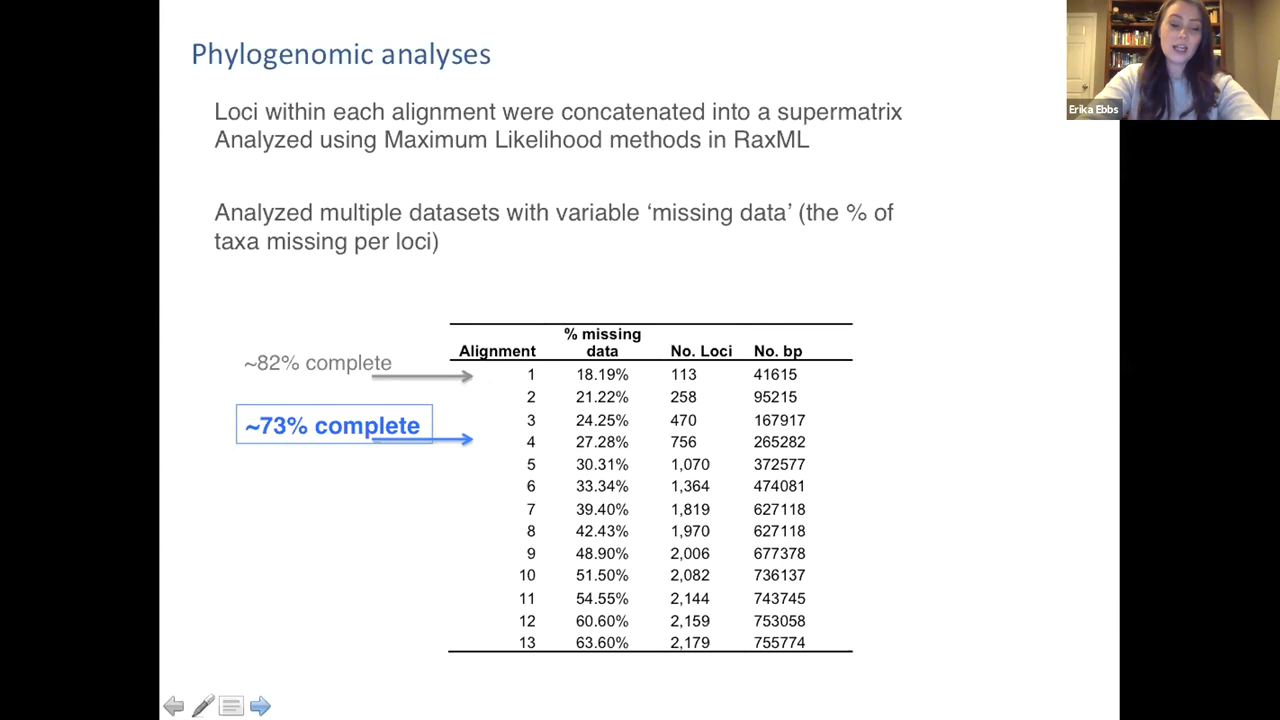 Phylogenomic analyses
Loci within each alignment were concatenated into a supermatrix
Analyzed using Maximum Likelihood methods in RaxML
Analyzed multiple datasets with variable ‘missing data’ (the % of
taxa missing per loci)
~82% complete
~73% complete
Alignment % missing data No. Loci No. bp
1 18.19% 113 41615
2 21.22% 258 95215
3 24.25% 470 167917
4 27.28% 756 265282
5 30.31% 1,070 372577
6 33.34% 1,364 474081
7 39.40% 1,819 627118
8 42.43% 1,970 627118
9 48.90% 2,006 677378
10 51.50% 2,082 736137
11 54.55% 2,144 743745
12 60.60% 2,159 753058
13 63.60% 2,179 755774
Erika Ebbs